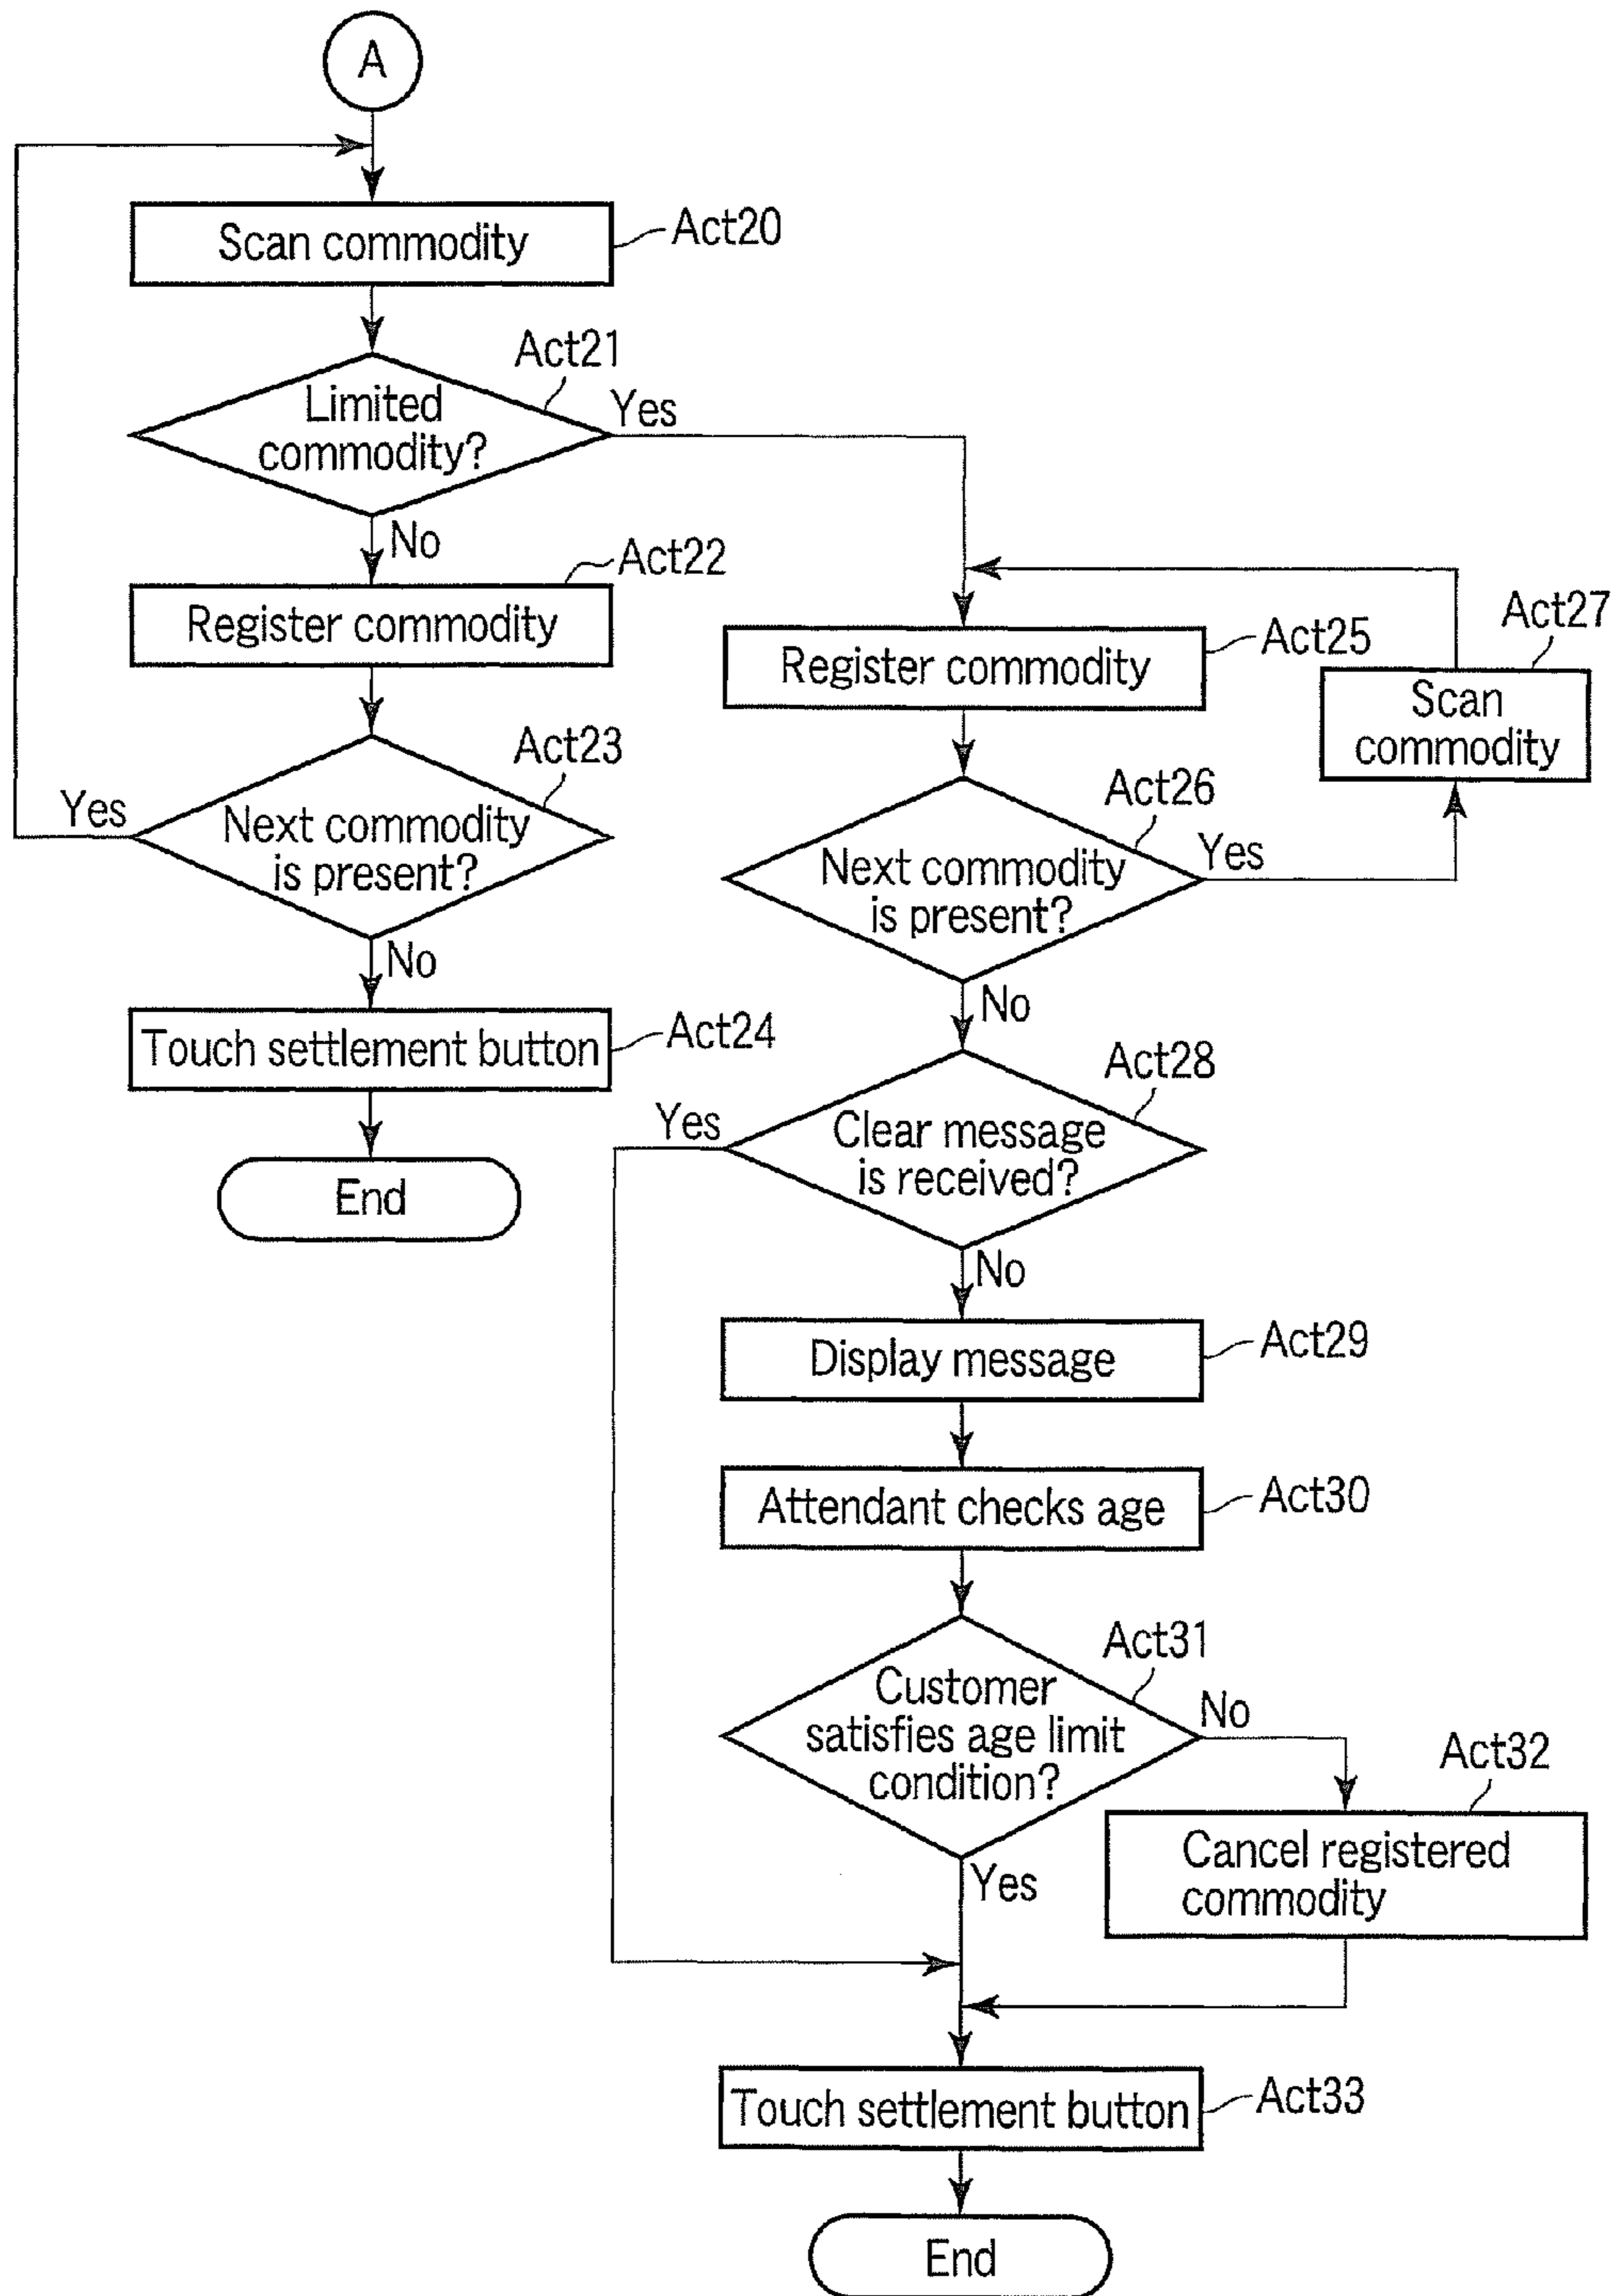 A
Scan commodity
Act20
Act21
Limited
commodity?
Yes
No
Act22
Register commodity
Act23
Yes
Next commodity
is present?
No
Touch settlement button
Act24
End
Register commodity
Act25
Act27
Scan
commodity
Act26
Next commodity
is present?
Yes
No
Act28
Yes
Clear message
is received?
No
Display message
Act29
Attendant checks age
Act30
Act31
Customer
satisfies age limit
condition?
No
Act32
Cancel registered
commodity
Yes
Touch settlement button
Act33
End